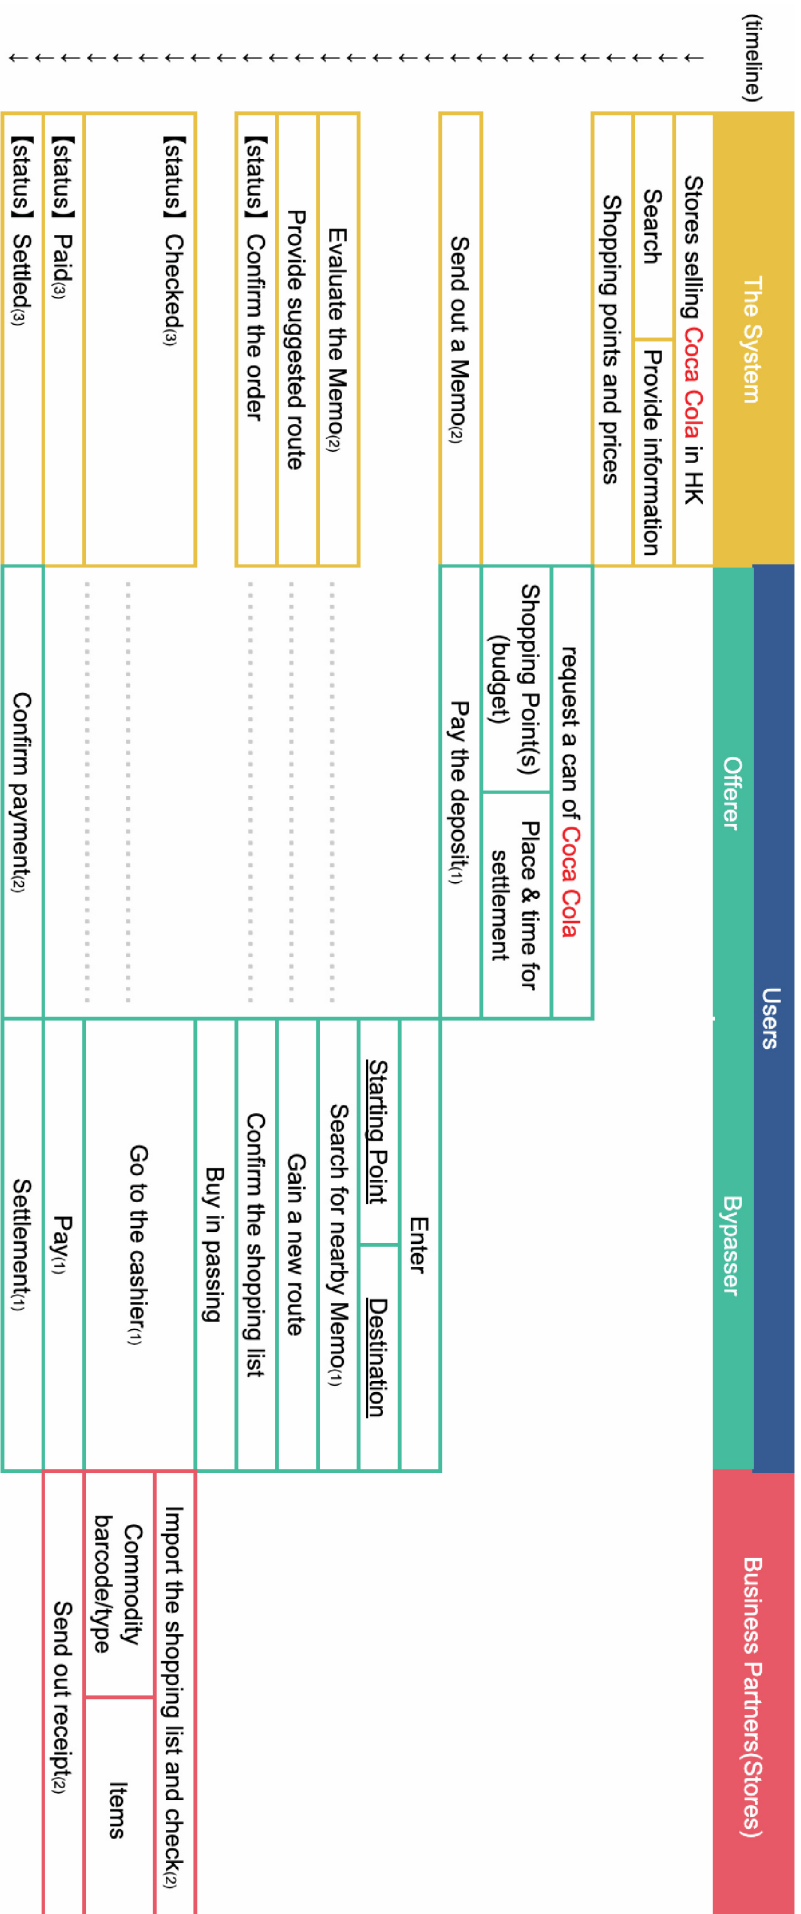 (timeline)
The System
Users
Offerer
Bypasser
Business Partners(Stores)
Stores selling Coca Cola in HK
Search
Provide information
Shopping points and prices
request a can of Coca Cola
Shopping Point(s)
(budget)
Place & time for
settlement
Send out a Memo(2)
Pay the deposit(1)
Enter
Starting Point
Destination
Evaluate the Memo(2)
Search for nearby Memo(1)
Provide suggested route
Gain a new route
【status】 Confirm the order
Confirm the shopping list
Buy in passing
【status】 Checked(3)
Go to the cashier(1)
Import the shopping list and check(2)
Commodity
barcode/type
Items
【status】 Paid(3)
Pay(1)
Send out receipt(2)
【status】 Settled(3)
Confirm payment(2)
Settlement(1)